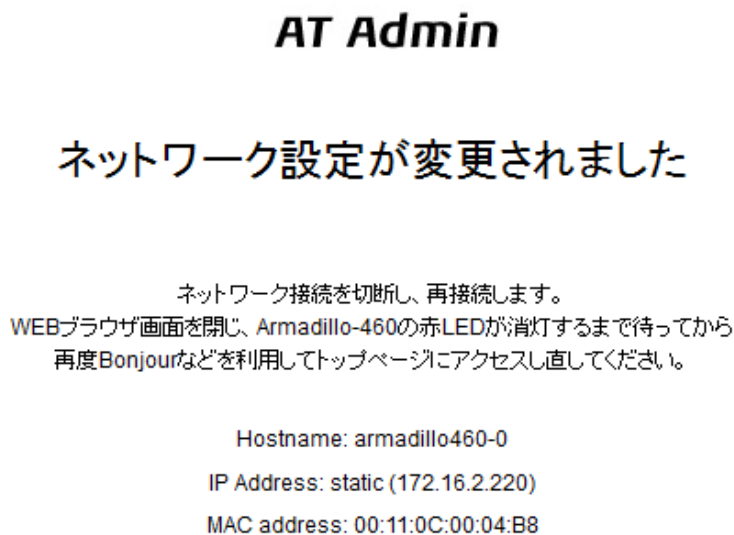 AT Admin
ネットワーク設定が変更されました
ネットワーク接続を切断し、再接続します。
WEBブラウザ画面を閉じ、Armadillo-460の赤LEDが消灯するまで待ってから
再度Bonjourなどを利用してトップページにアクセスし直してください。
Hostname: armadillo460-0
IP Address: static (172.16.2.220)
MAC address: 00:11:0C:00:04:B8